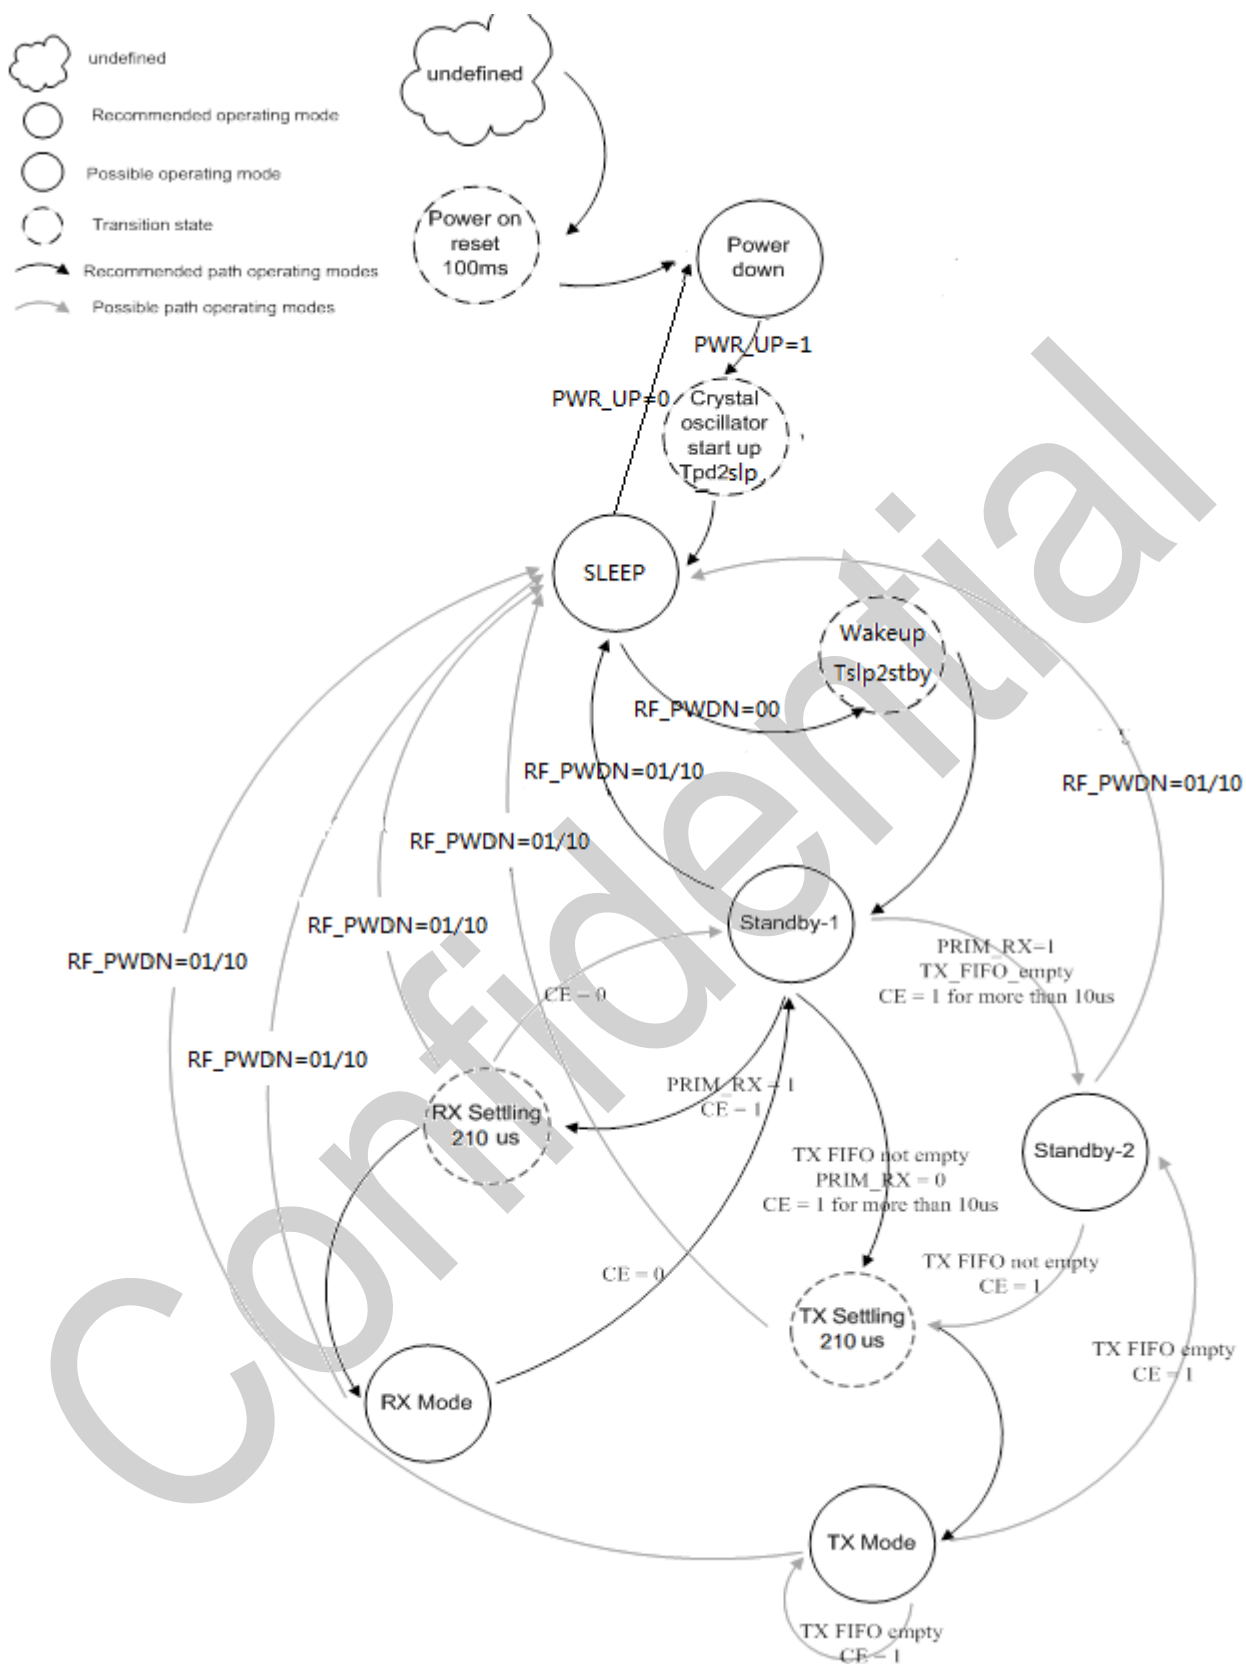 undefined
Recommended operating mode
Possible operating mode
Transition state
Recommended path operating modes
Possible path operating modes
undefined
Power on
reset
100ms
Power
down
PWR_UP=1
PWR_UP=0
Crystal
oscillator
start up
Tpd2slp
SLEEP
Wakeup
Tslp2stby
RF_PWDN=00
RF_PWDN=01/10
RF_PWDN=01/10
RF_PWDN=01/10
RF_PWDN=01/10
RF_PWDN=01/10
RF_PWDN=01/10
Standby-1
PRIM_RX=1
TX_FIFO_empty
CE = 1 for more than 10us
CE = 0
PRIM_RX = 1
CE = 1
RX Settling
210 us
TX FIFO not empty
PRIM_RX = 0
CE = 1 for more than 10us
Standby-2
TX FIFO not empty
CE = 1
CE = 0
TX Settling
210 us
TX FIFO empty
CE = 1
RX Mode
TX Mode
TX FIFO empty
CE = 1
Confidential